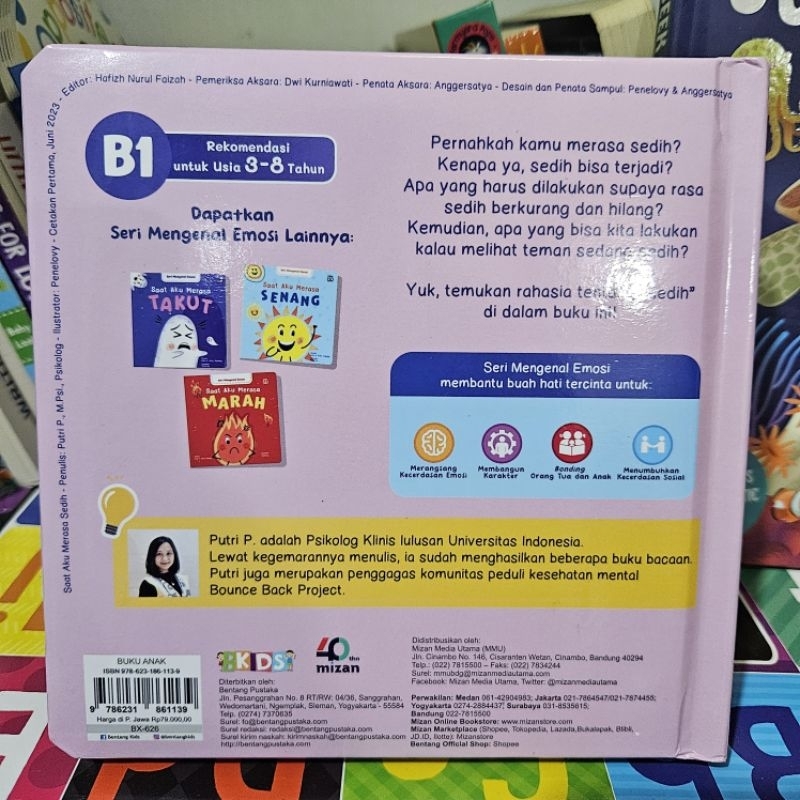 Saat Aku Merasa Sedih - Penulis: Putri P., M.Psi., Psikolog - Ilustrator: Penelovy - Cetakan Pertama, Juni 2023 - Editor: Hafizh Nurul Faizah - Pemeriksa Aksara: Dwi Kurniawati - Penata Aksara: Anggersatya - Desain dan Penata Sampul: Penelovy & Anggersatya
B1
Rekomendasi
untuk Usia 3-8 Tahun
Dapatkan
Seri Mengenal Emosi Lainnya:
Seri Mengenal Emosi
Saat Aku Merasa
TAKUT
Seri Mengenal Emosi
Saat Aku Merasa
SENANG
Seri Mengenal Emosi
Saat Aku Merasa
MARAH
Pernahkah kamu merasa sedih?
Kenapa ya, sedih bisa terjadi?
Apa yang harus dilakukan supaya rasa
sedih berkurang dan hilang?
Kemudian, apa yang bisa kita lakukan
kalau melihat teman sedang sedih?
Yuk, temukan rahasia sedih"
di dalam buku ini!
Seri Mengenal Emosi
membantu buah hati tercinta untuk:
Merangsang
Kecerdasan Emosi
Membangun
Karakter
Bonding
Orang Tua dan Anak
Menumbuhkan
Kecerdasan Sosial
Putri P. adalah Psikolog Klinis lulusan Universitas Indonesia.
Lewat kegemarannya menulis, ia sudah menghasilkan beberapa buku bacaan.
Putri juga merupakan penggagas komunitas peduli kesehatan mental
Bounce Back Project.
BUKU ANAK
ISBN 978-623-186-113-9
9 786231 861139
Harga di P. Jawa Rp79.000,00
BX-626
Bentang Kids
@bentangkids
BKIDS
40 thn
mizan
Diterbitkan oleh:
Bentang Pustaka
Jln. Pesanggrahan No. 8 RT/RW: 04/36, Sanggrahan,
Wedomartani, Ngemplak, Sleman, Yogyakarta - 55584
Telp. (0274) 7370635
Surel: fo@bentangpustaka.com
Surel redaksi: redaksi@bentangpustaka.com
Surel kirim naskah: kirimnaskah@bentangpustaka.com
http://bentangpustaka.com
Didistribusikan oleh:
Mizan Media Utama (MMU)
Jln. Cinambo No. 146, Cisaranten Wetan, Cinambo, Bandung 40294
Telp.: (022) 7815500 – Faks: (022) 7834244
Surel: mmubdg@mizanmediautama.com
Facebook: Mizan Media Utama, Twitter: @mizanmediautama
Perwakilan: Medan 061-42904983; Jakarta 021-7864547/021-7874455;
Yogyakarta 0274-2884437; Surabaya 031-8535615;
Bandung 022-7815500
Mizan Online Bookstore: www.mizanstore.com
Mizan Marketplace (Shopee, Tokopedia, Lazada,Bukalapak, Blibli,
JD.ID, Ilotte): Mizanstore
Bentang Official Shop: Shopee